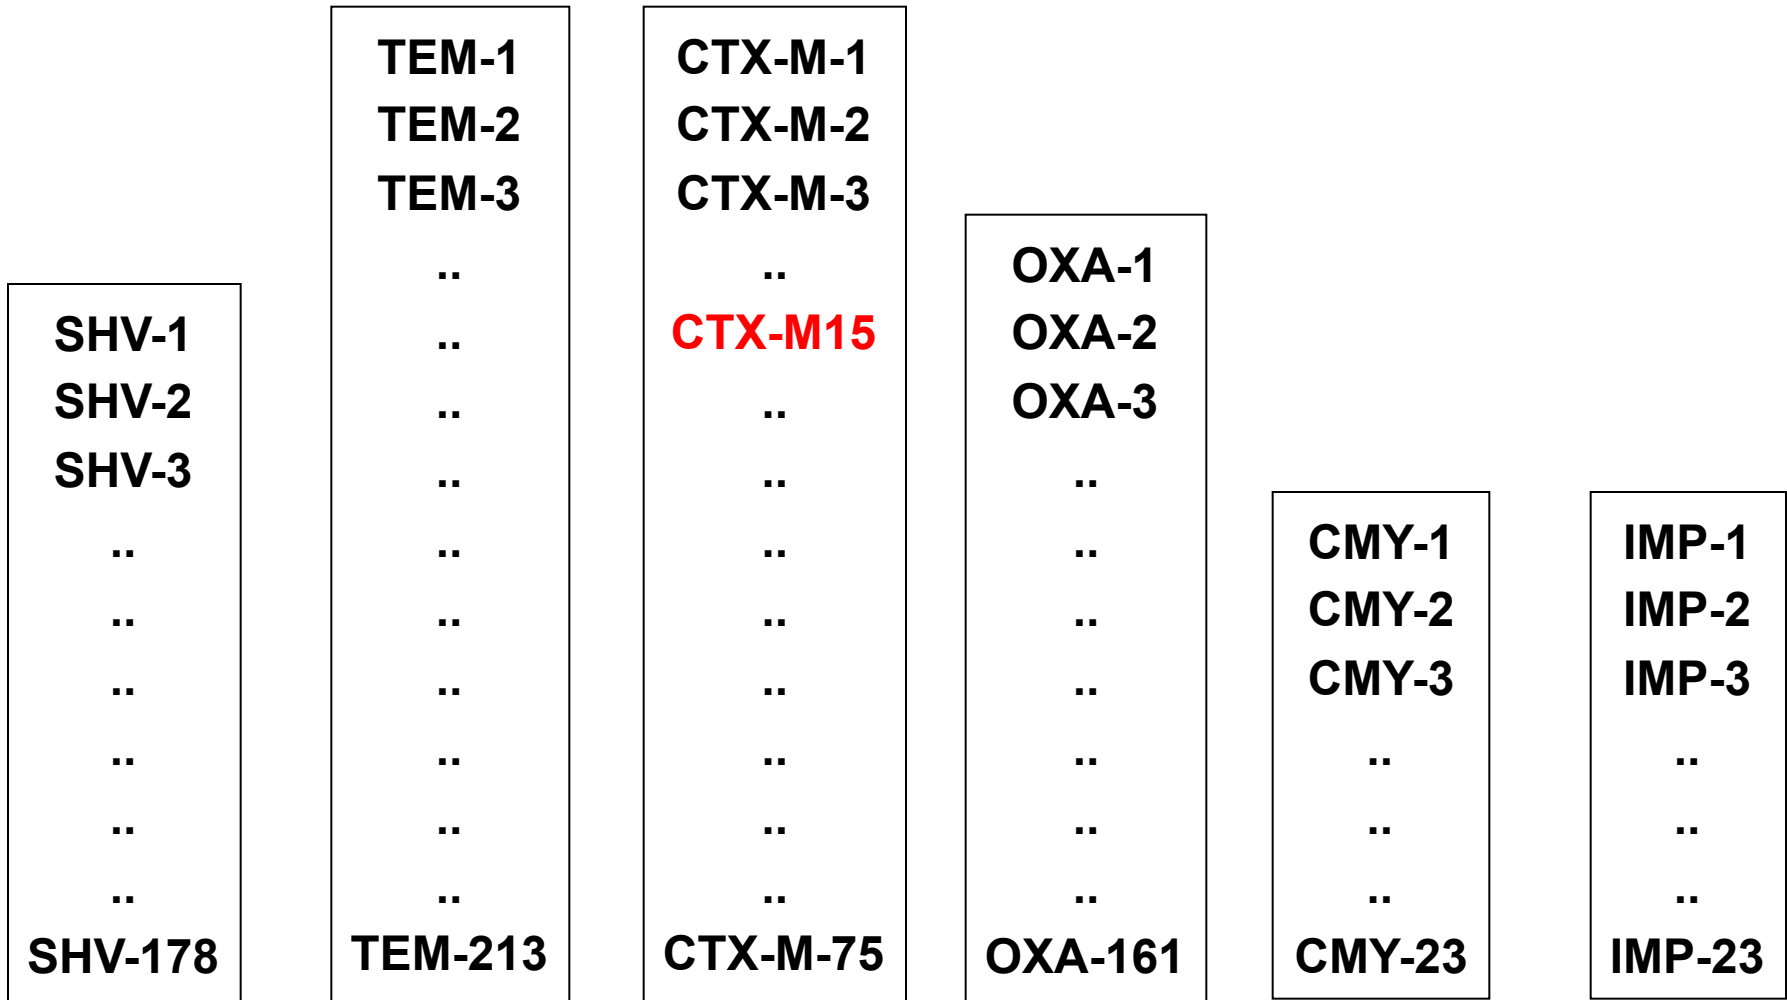 SHV-1
SHV-2
SHV-3
..
..
..
..
..
..
SHV-178
TEM-1
TEM-2
TEM-3
..
..
..
..
..
..
..
..
..
..
TEM-213
CTX-M-1
CTX-M-2
CTX-M-3
..
CTX-M15
..
..
..
..
..
..
..
..
CTX-M-75
OXA-1
OXA-2
OXA-3
..
..
..
..
..
..
..
OXA-161
CMY-1
CMY-2
CMY-3
..
..
..
CMY-23
IMP-1
IMP-2
IMP-3
..
..
..
IMP-23